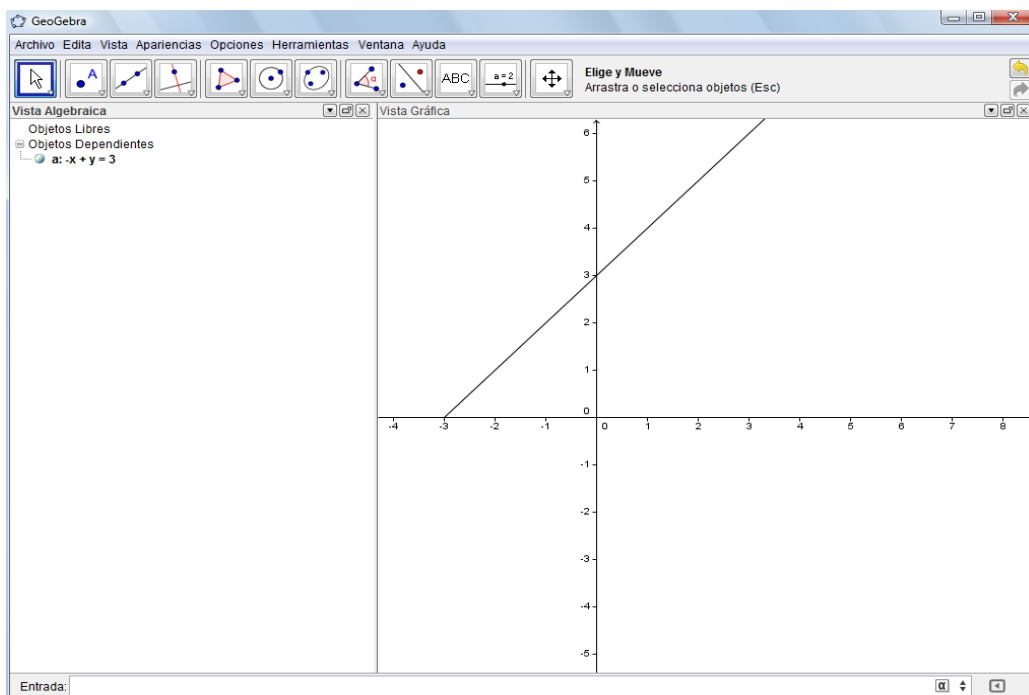 GeoGebra
Archivo Edita Vista Apariencias Opciones Herramientas Ventana Ayuda
A
α
ABC
a=2
Elige y Mueve
Arrastra o selecciona objetos (Esc)
Vista Algebraica
Vista Gráfica
Objetos Libres
Objetos Dependientes
a: -x + y = 3
6
5
4
3
2
1
0
-4 -3 -2 -1 0 1 2 3 4 5 6 7 8
-1
-2
-3
-4
-5
Entrada:
α